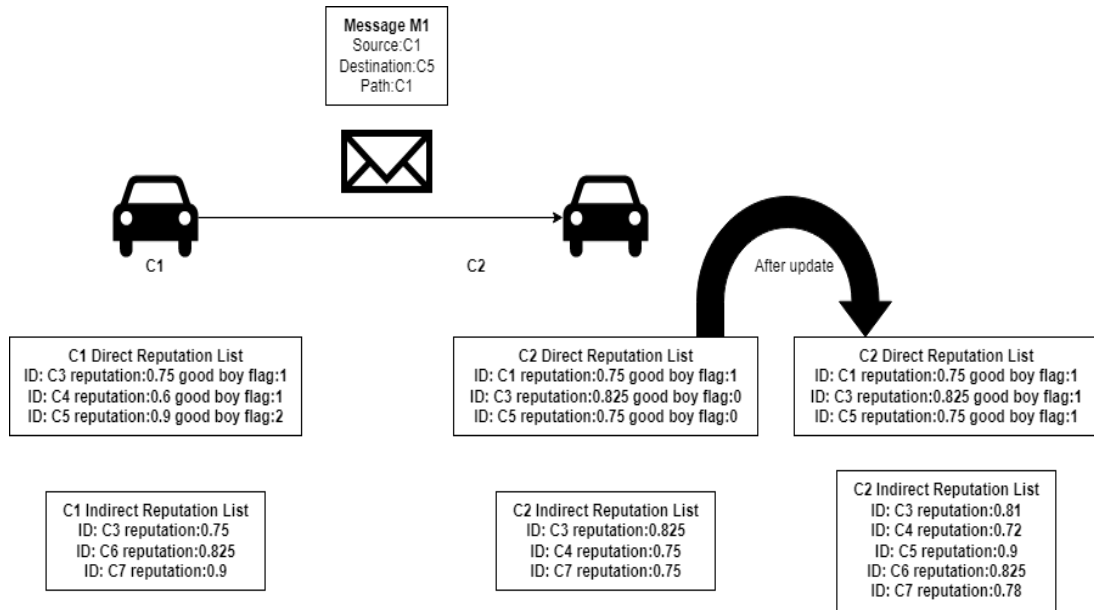 Message M1
Source:C1
Destination:C5
Path:C1
C1
C2
After update
C1 Direct Reputation List
ID: C3 reputation:0.75 good boy flag:1
ID: C4 reputation:0.6 good boy flag:1
ID: C5 reputation:0.9 good boy flag:2
C2 Direct Reputation List
ID: C1 reputation:0.75 good boy flag:1
ID: C3 reputation:0.825 good boy flag:0
ID: C5 reputation:0.75 good boy flag:0
C2 Direct Reputation List
ID: C1 reputation:0.75 good boy flag:1
ID: C3 reputation:0.825 good boy flag:1
ID: C5 reputation:0.75 good boy flag:1
C1 Indirect Reputation List
ID: C3 reputation:0.75
ID: C6 reputation:0.825
ID: C7 reputation:0.9
C2 Indirect Reputation List
ID: C3 reputation:0.825
ID: C4 reputation:0.75
ID: C7 reputation:0.75
C2 Indirect Reputation List
ID: C3 reputation:0.81
ID: C4 reputation:0.72
ID: C5 reputation:0.9
ID: C6 reputation:0.825
ID: C7 reputation:0.78